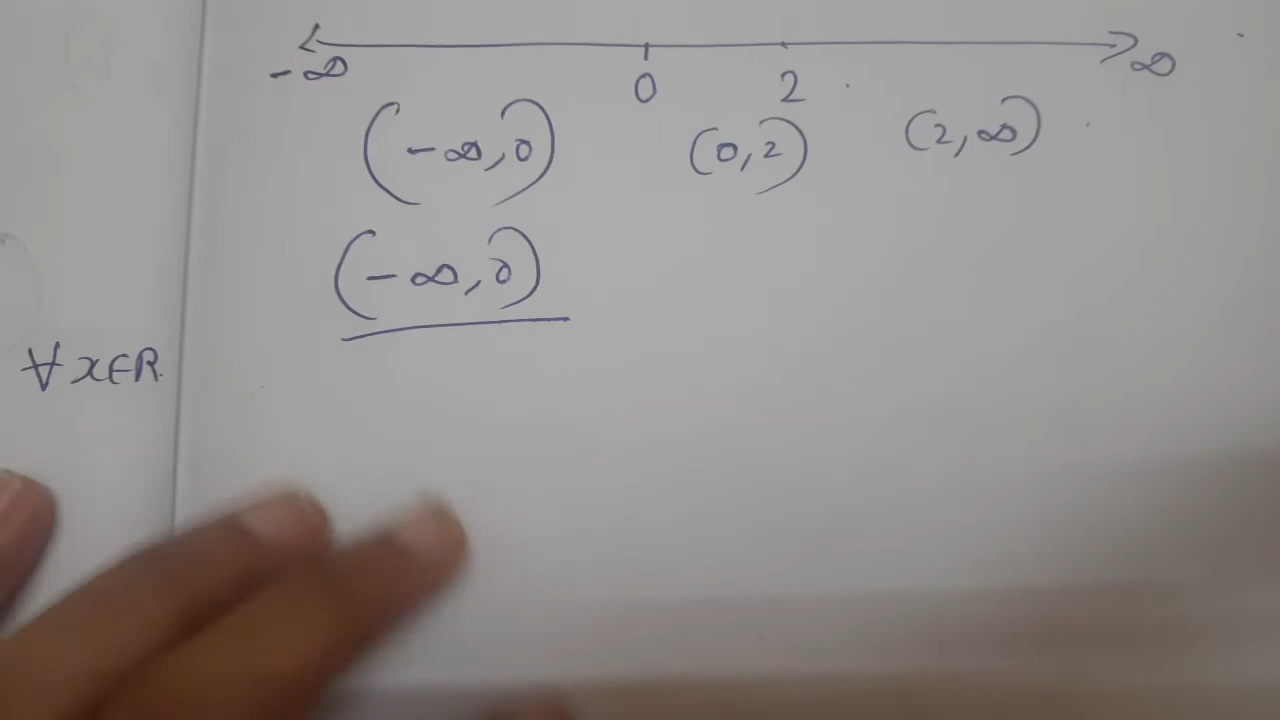 -∞ 0 2 ∞
(-∞,0) (0,2) (2,∞)
(-∞,0)
∀ x∈R.